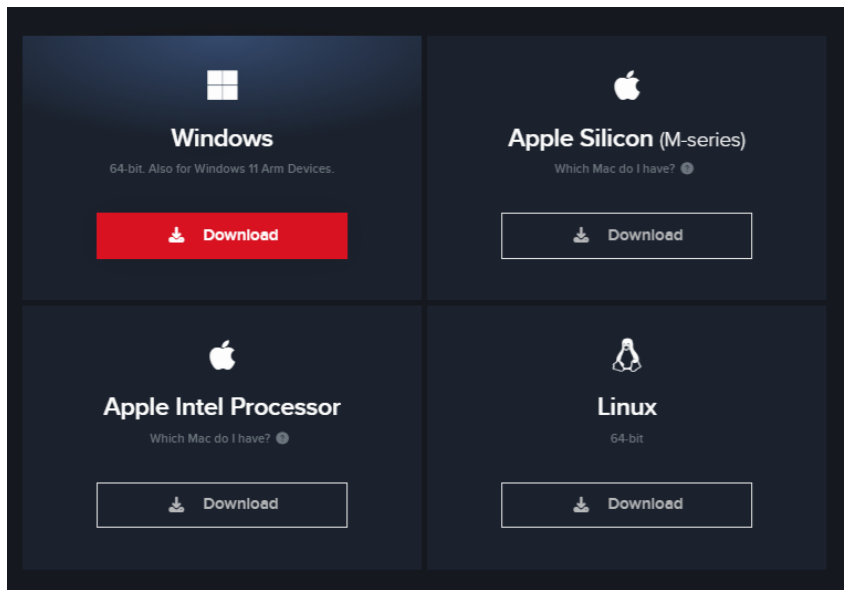 Windows
64-bit. Also for Windows 11 Arm Devices.
Download
Apple Silicon (M-series)
Which Mac do I have? ?
Download
Apple Intel Processor
Which Mac do I have? ?
Download
Linux
64-bit
Download